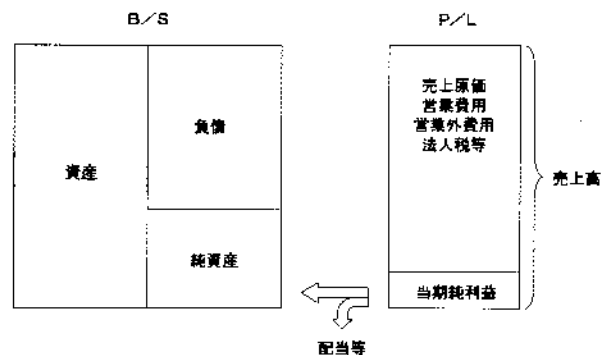 B/S
資産
負債
純資産
P/L
売上原価
営業費用
営業外費用
法人税等
当期純利益
売上高
配当等